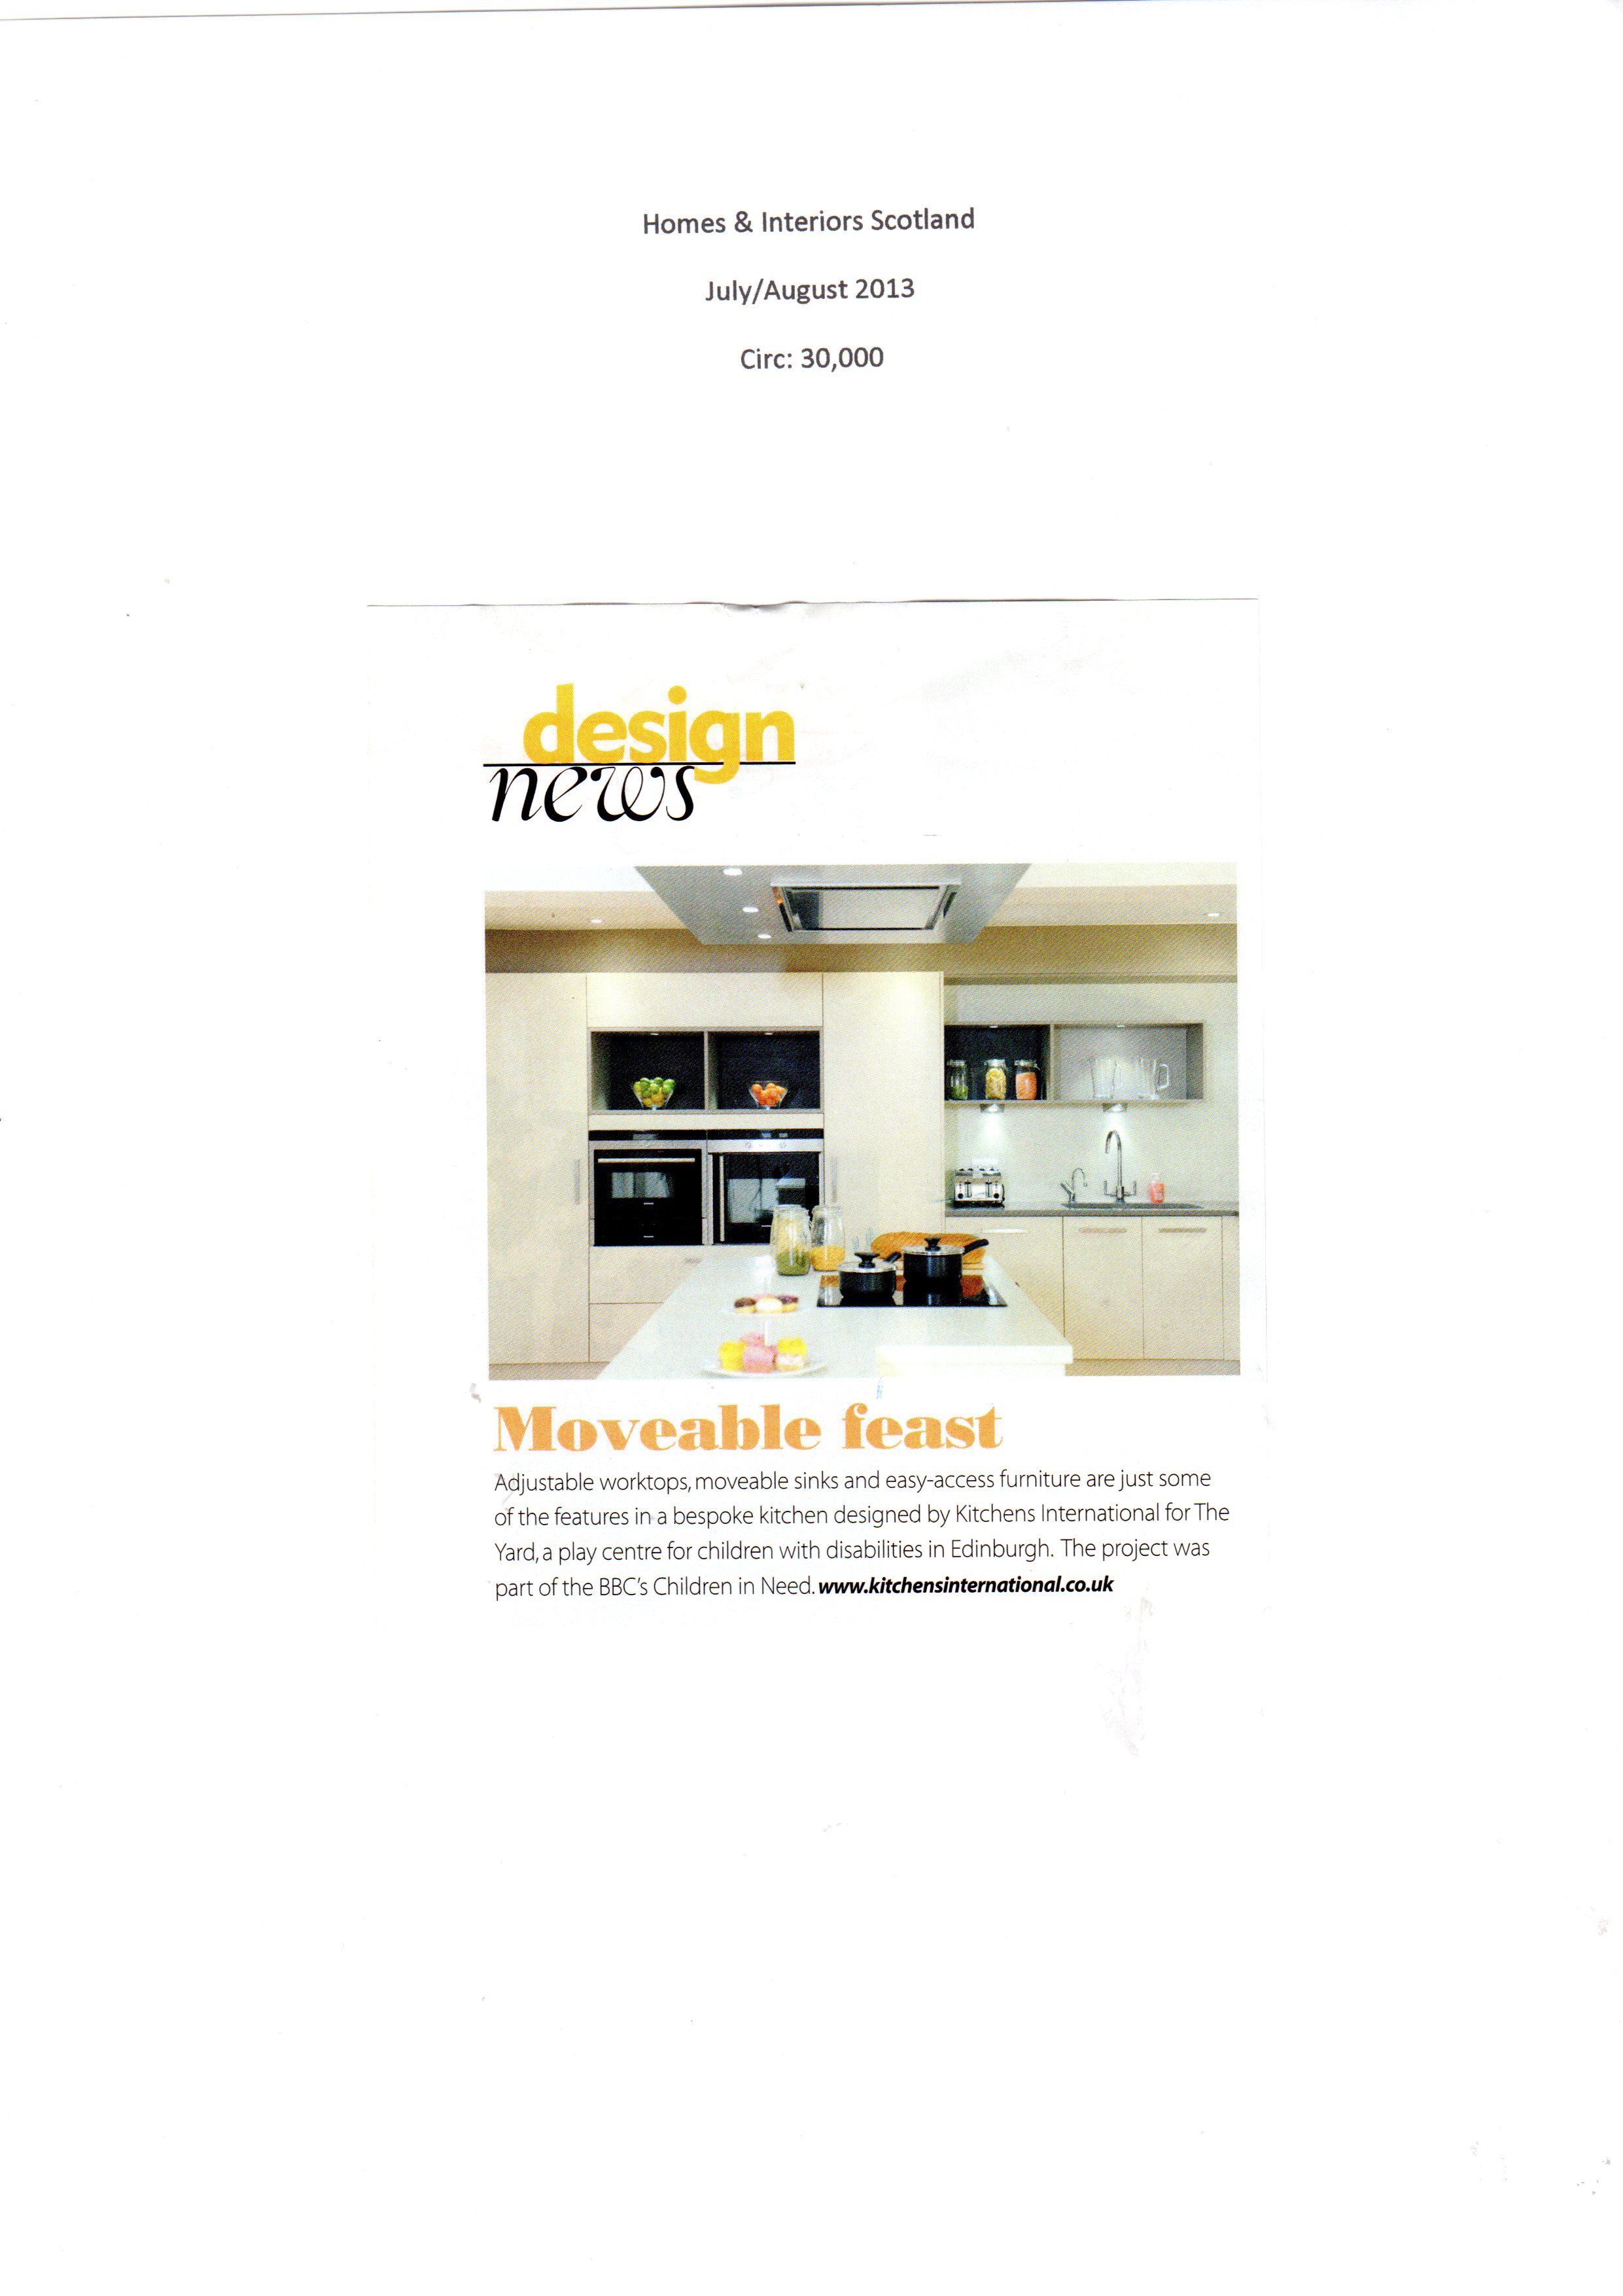 Homes & Interiors Scotland
July/August 2013
Circ: 30,000
design
news
Moveable feast
Adjustable worktops, moveable sinks and easy-access furniture are just some
of the features in a bespoke kitchen designed by Kitchens International for The
Yard, a play centre for children with disabilities in Edinburgh. The project was
part of the BBC's Children in Need. www.kitchensinternational.co.uk